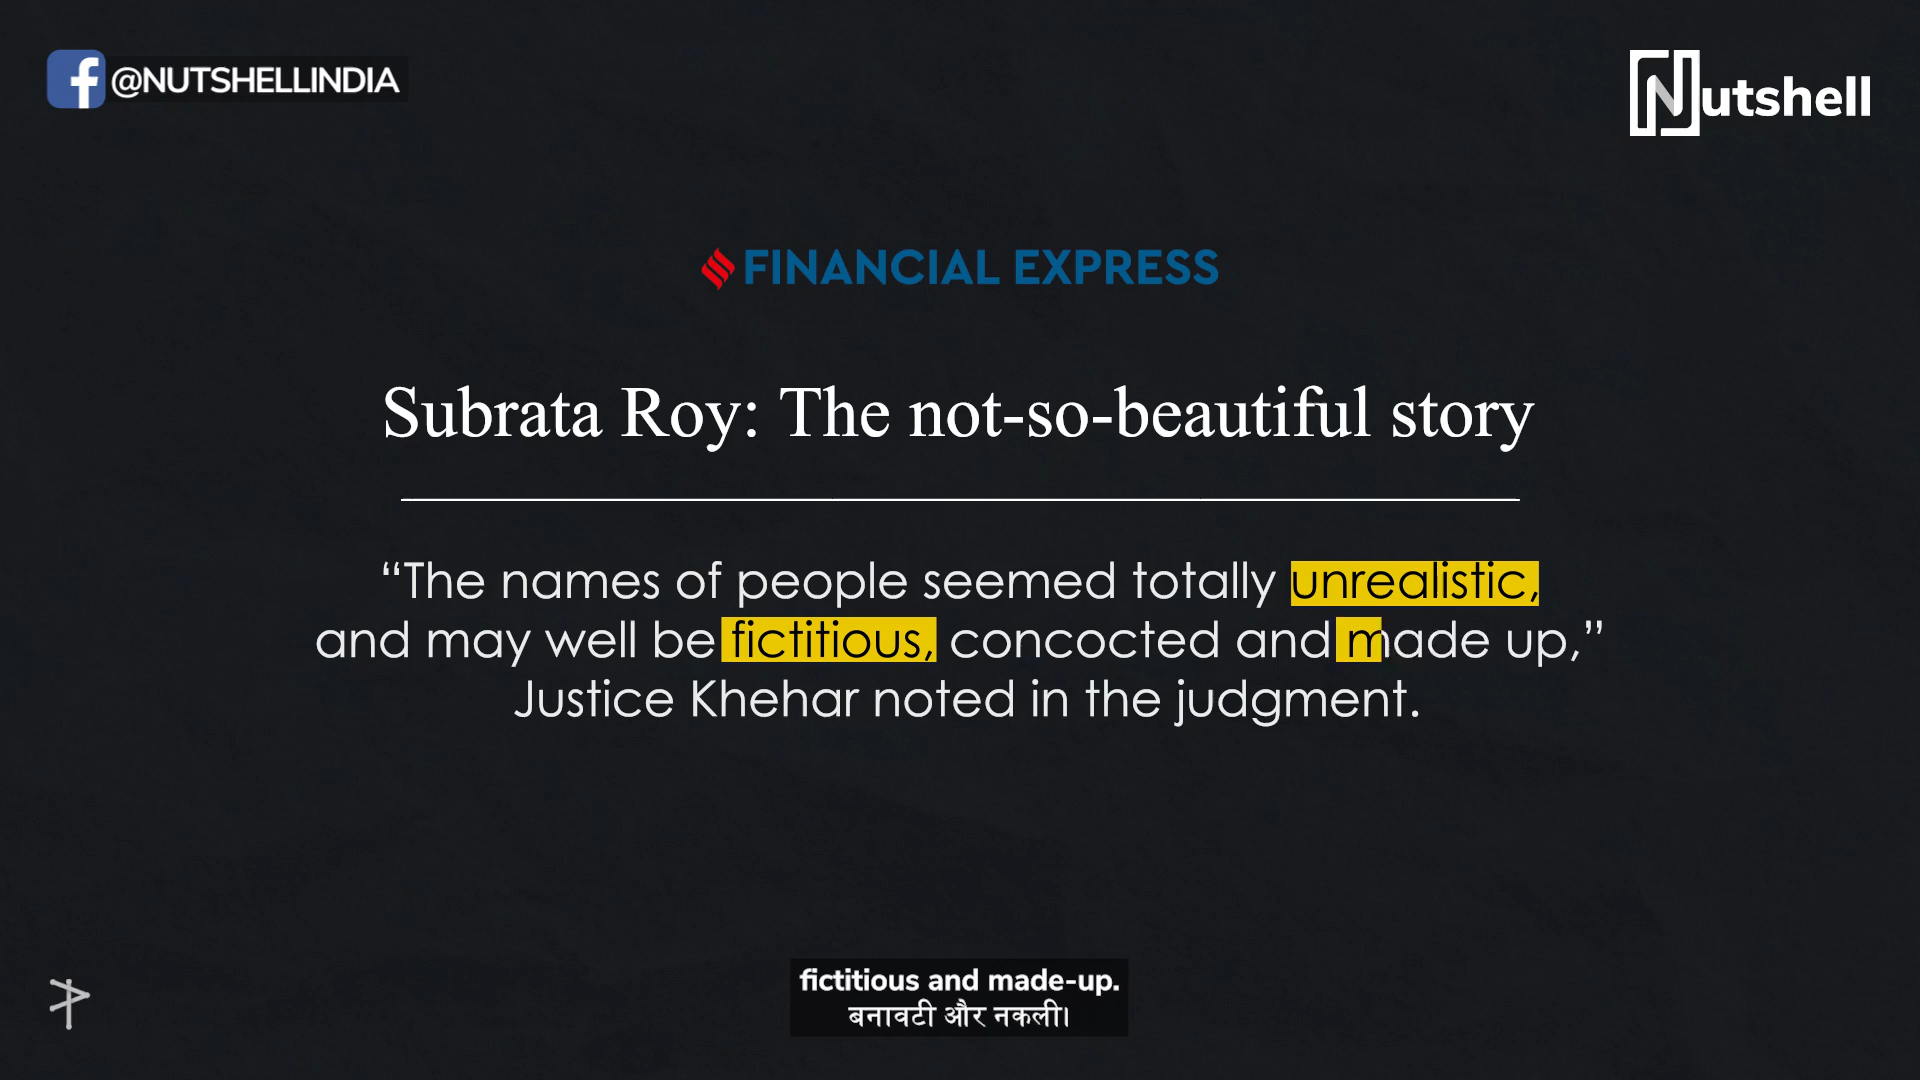 @NUTSHELLINDIA
Nutshell
FINANCIAL EXPRESS
Subrata Roy: The not-so-beautiful story
“The names of people seemed totally unrealistic,
and may well be fictitious, concocted and made up,”
Justice Khehar noted in the judgment.
fictitious and made-up.
बनावटी और नकली।